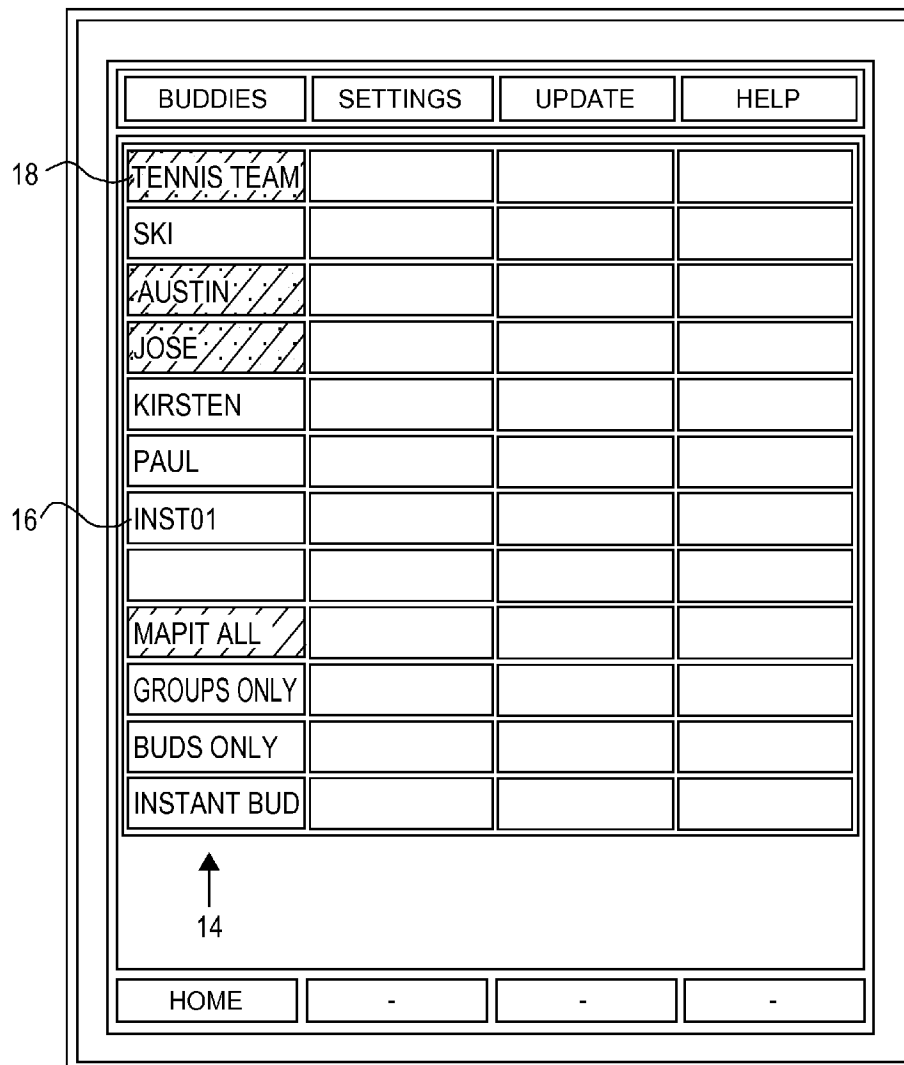 BUDDIES SETTINGS UPDATE HELP
18 TENNIS TEAM
SKI
AUSTIN
JOSE
KIRSTEN
PAUL
16 INST01
MAPIT ALL
GROUPS ONLY
BUDS ONLY
INSTANT BUD
14
HOME - - -